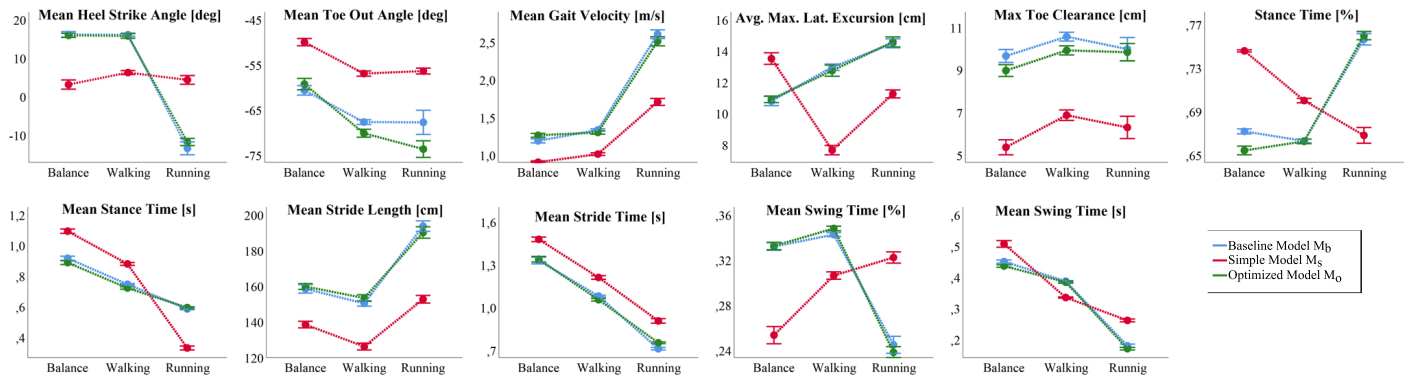 Mean Heel Strike Angle [deg]
20
10
0
-10
Balance Walking Running
Mean Toe Out Angle [deg]
-45
-55
-65
-75
Balance Walking Running
Mean Gait Velocity [m/s]
2,5
2,0
1,5
1,0
Balance Walking Running
Avg. Max. Lat. Excursion [cm]
16
14
12
10
8
Balance Walking Running
Max Toe Clearance [cm]
11
9
7
5
Balance Walking Running
Stance Time [%]
,77
,73
,69
,65
Balance Walking Running
Mean Stance Time [s]
1,2
1,0
,8
,6
,4
Balance Walking Running
Mean Stride Length [cm]
200
180
160
140
120
Balance Walking Running
Mean Stride Time [s]
1,6
1,3
1,0
,7
Balance Walking Running
Mean Swing Time [%]
,36
,32
,28
,24
Balance Walking Running
Mean Swing Time [s]
,6
,5
,4
,3
,2
Balance Walking Running
Baseline Model Mb
Simple Model Ms
Optimized Model Mo